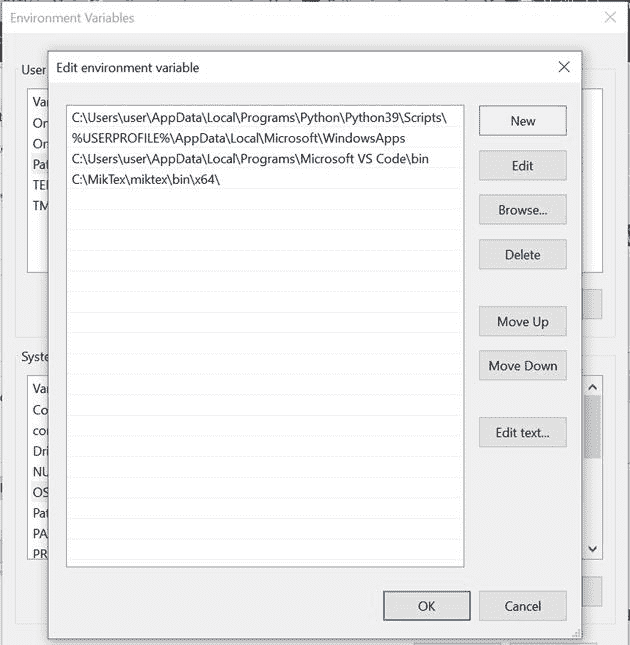 Environment Variables
User
Edit environment variable
C:\Users\user\AppData\Local\Programs\Python\Python39\Scripts\
%USERPROFILE%\AppData\Local\Microsoft\WindowsApps
C:\Users\user\AppData\Local\Programs\Microsoft VS Code\bin
C:\MikTex\miktex\bin\x64\
New
Edit
Browse...
Delete
Move Up
Move Down
Edit text...
OK
Cancel
Va
On
On
Pat
TE
TM
Syste
Va
Co
co
Dri
NU
OS
Pat
PA
PR